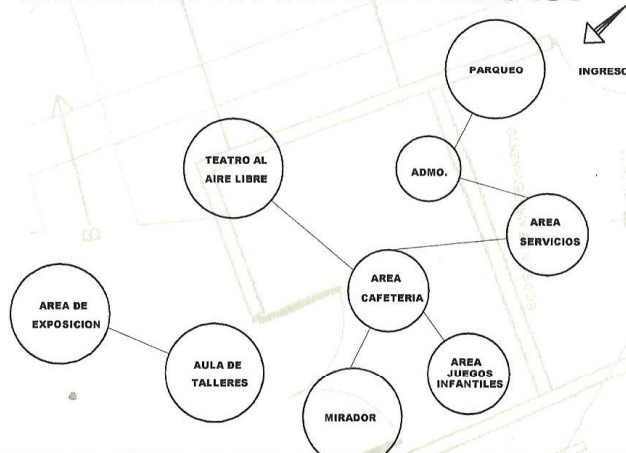 PARQUEO
INGRESO
TEATRO AL
AIRE LIBRE
ADMO.
AREA
SERVICIOS
AREA
CAFETERIA
AREA DE
EXPOSICION
AULA DE
TALLERES
AREA
JUEGOS
INFANTILES
MIRADOR
B